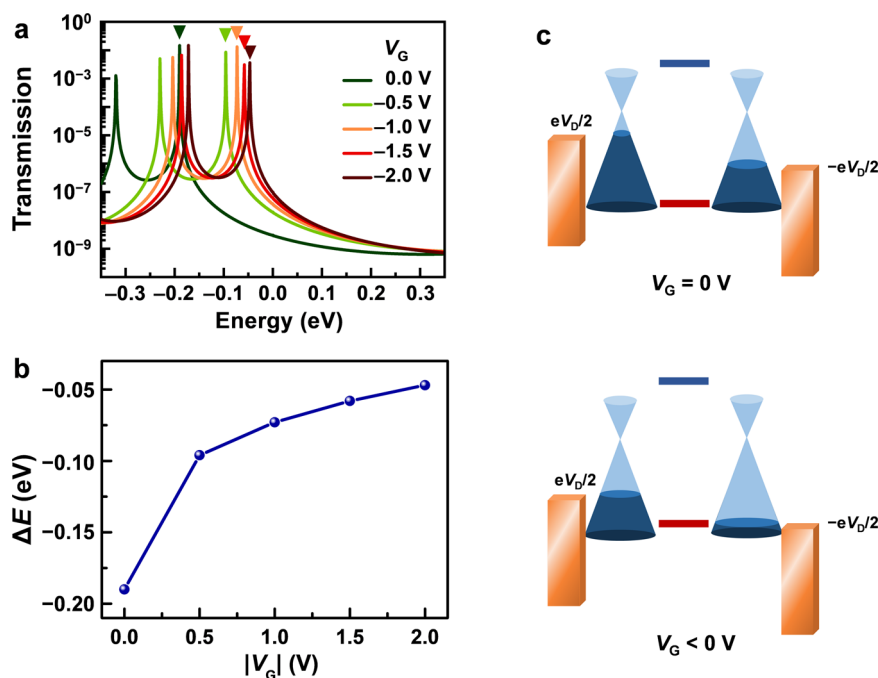 a
Transmission
10⁰
10⁻³
10⁻⁵
10⁻⁷
10⁻⁹
V_G
0.0 V
−0.5 V
−1.0 V
−1.5 V
−2.0 V
−0.3 −0.2 −0.1 0.0 0.1 0.2 0.3
Energy (eV)
b
ΔE (eV)
−0.05
−0.10
−0.15
−0.20
0.0 0.5 1.0 1.5 2.0
|V_G| (V)
c
eV_D/2
−eV_D/2
V_G = 0 V
eV_D/2
−eV_D/2
V_G < 0 V